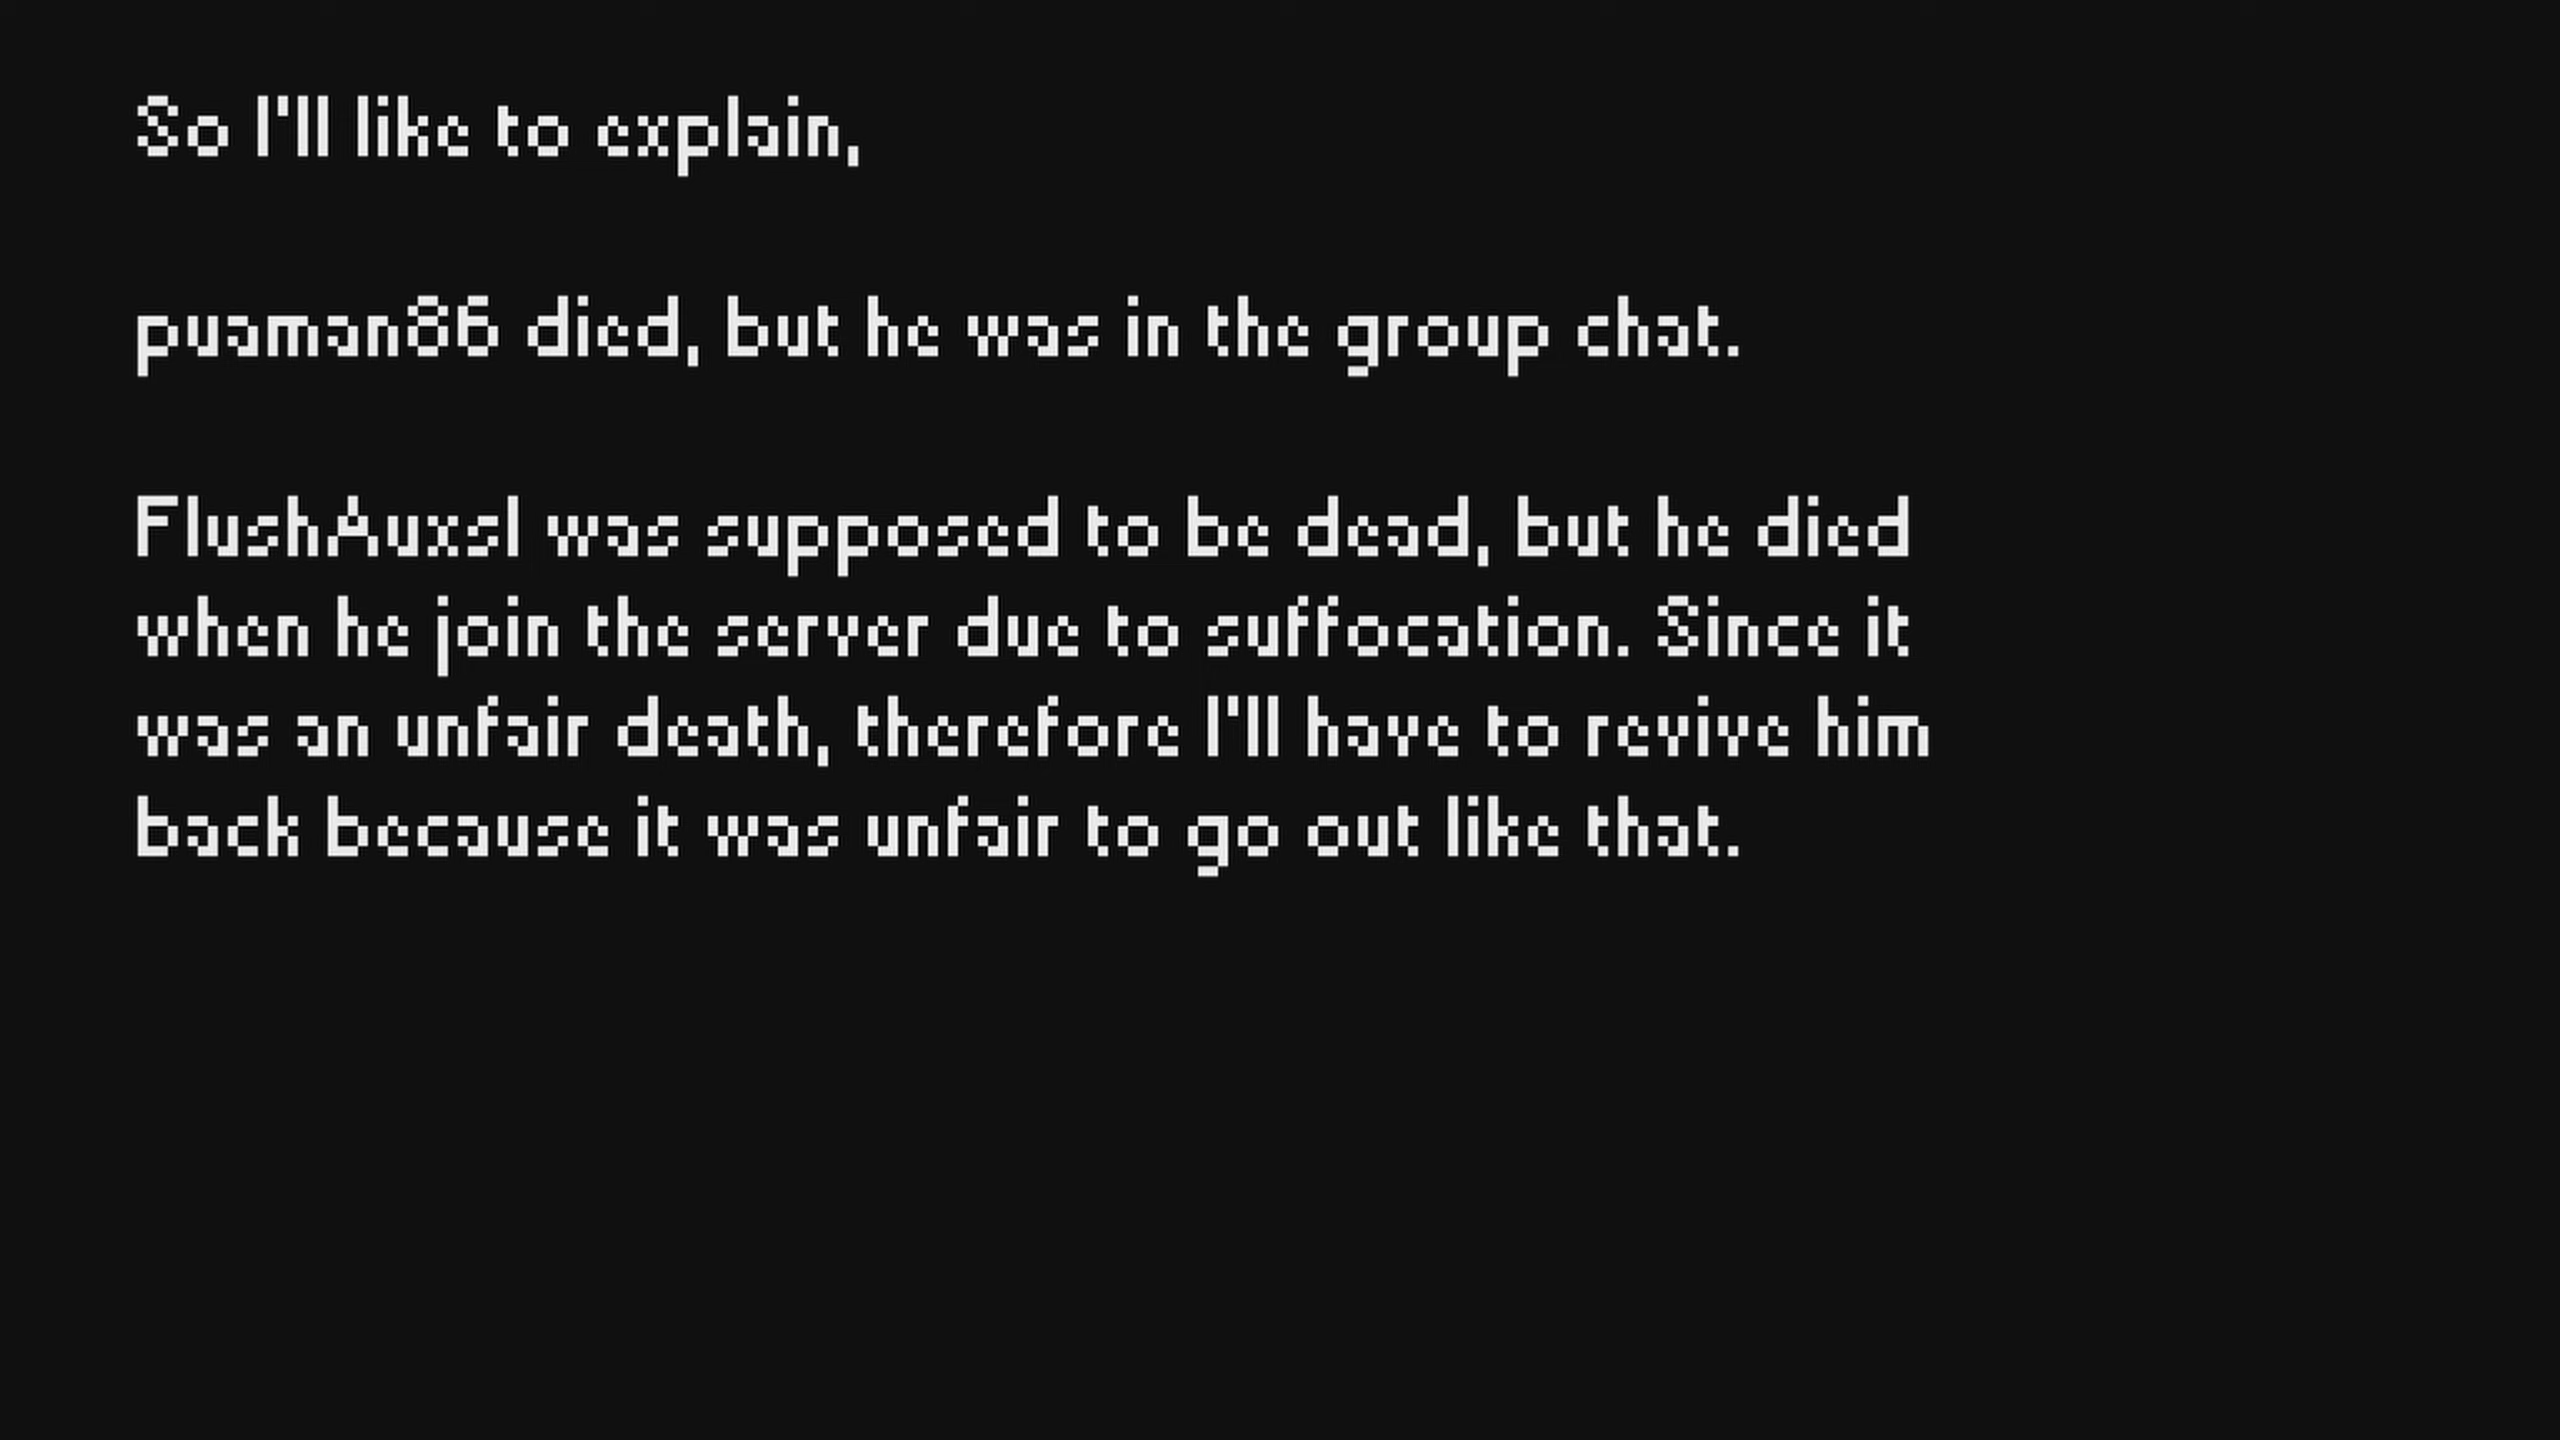 So I'll like to explain,
puaman86 died, but he was in the group chat.
FlushAuxsl was supposed to be dead, but he died
when he join the server due to suffocation. Since it
was an unfair death, therefore I'll have to revive him
back because it was unfair to go out like that.